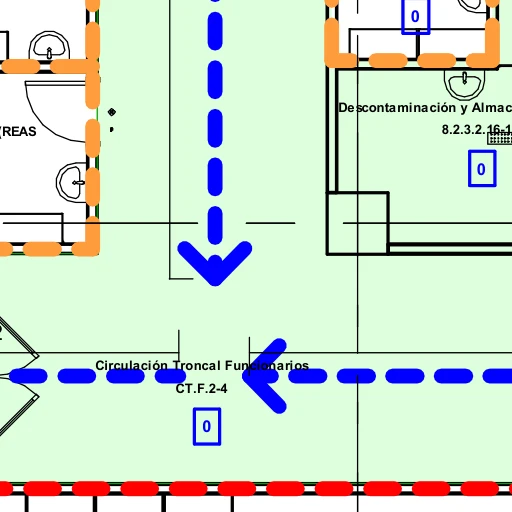 0
Descontaminación y Almac
8.2.3.2.16-1
0
REAS
Circulación Troncal Funcionarios
CT.F.2-4
0